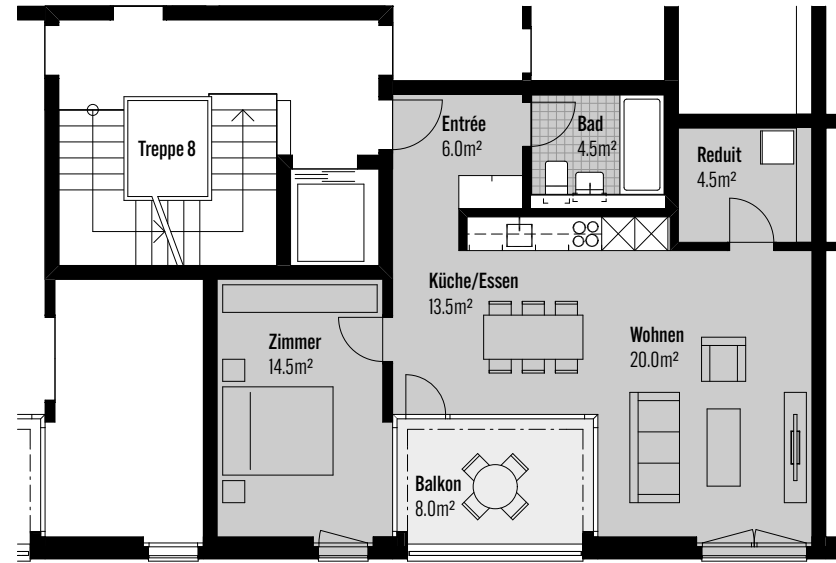 Treppe 8
Entrée
6.0m²
Bad
4.5m²
Reduit
4.5m²
Küche/Essen
13.5m²
Zimmer
14.5m²
Wohnen
20.0m²
Balkon
8.0m²